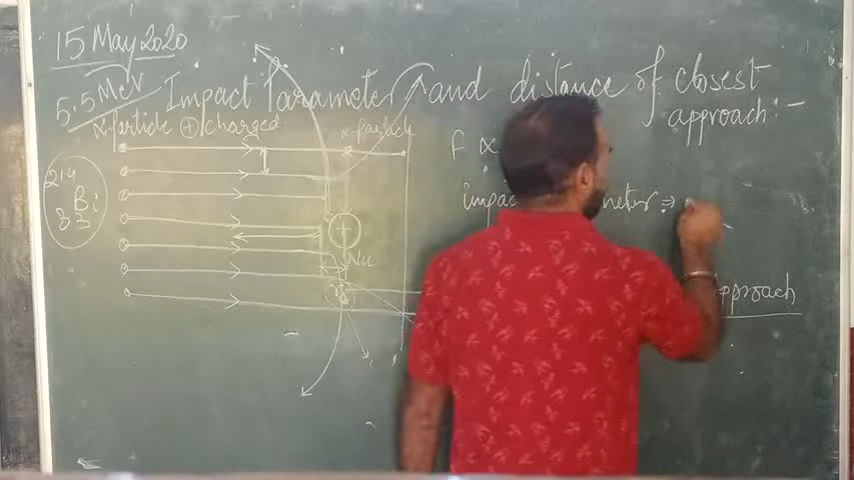 15 May 2020
5.5 MeV Impact Parameter and distance of closest
approach:-
α particle ⊕ charged
α particle
F ∝
214
Bi
83
impac meter ⇒
+
Nu
pproach